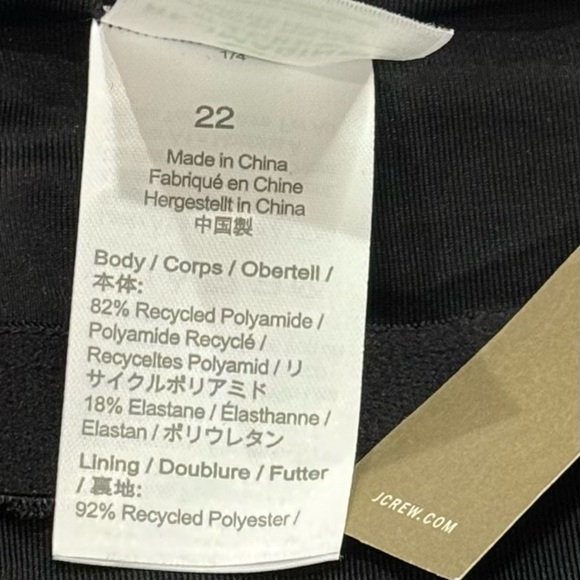 1/4
22
Made in China
Fabriqué en Chine
Hergestellt in China
中国製
Body / Corps / Obertell /
本体:
82% Recycled Polyamide /
Polyamide Recyclé /
Recyceltes Polyamid / リ
サイクルポリアミド
18% Elastane / Élasthanne /
Elastan / ポリウレタン
Lining / Doublure / Futter
/ 裏地:
92% Recycled Polyester /
JCREW.COM